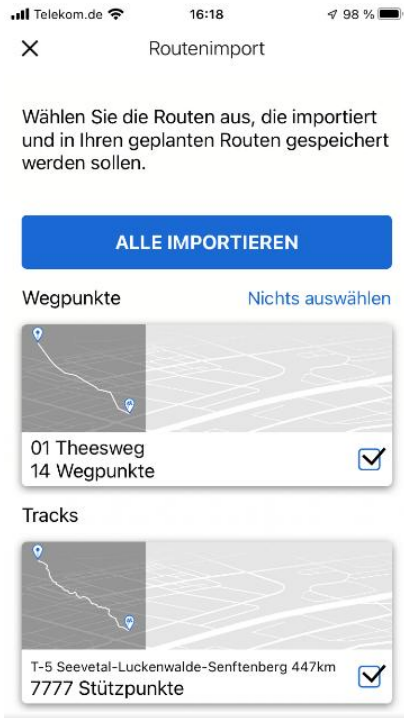 Telekom.de 16:18 98 %
Routenimport
Wählen Sie die Routen aus, die importiert
und in Ihren geplanten Routen gespeichert
werden sollen.
ALLE IMPORTIEREN
Wegpunkte Nichts auswählen
01 Theesweg
14 Wegpunkte
Tracks
T-5 Seevetal-Luckenwalde-Senftenberg 447km
7777 Stützpunkte